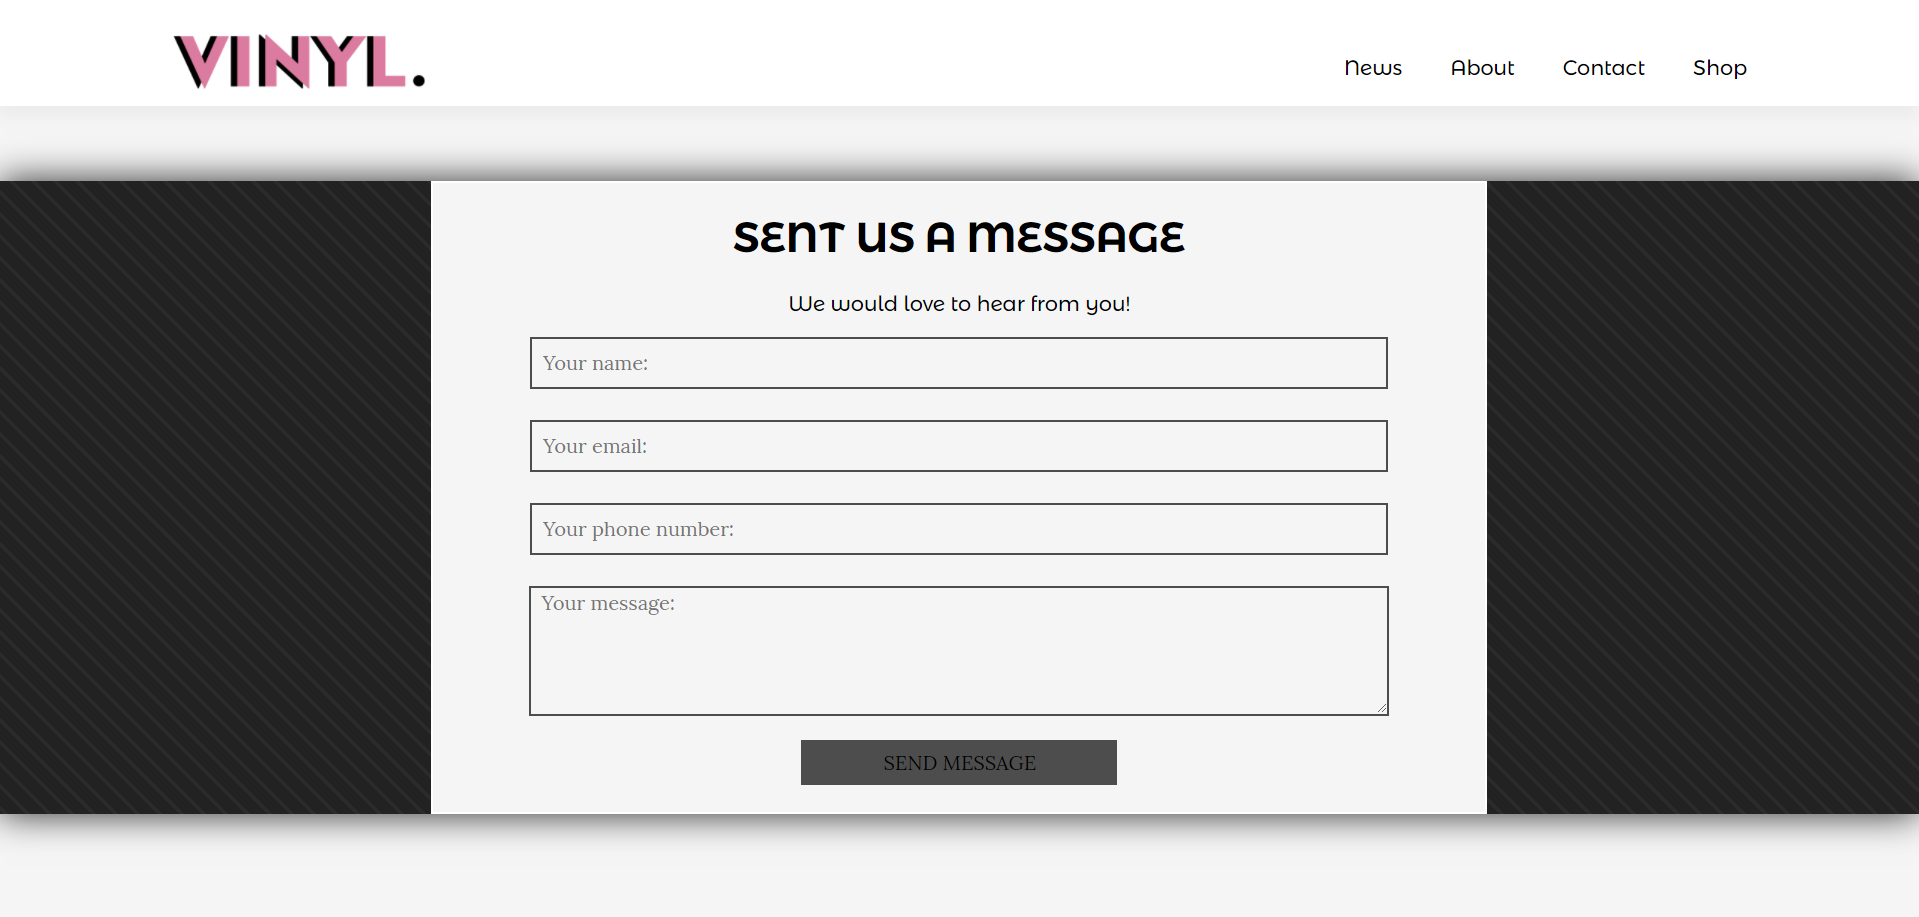 VINYL.
News About Contact Shop
SENT US A MESSAGE
We would love to hear from you!
Your name:
Your email:
Your phone number:
Your message:
SEND MESSAGE